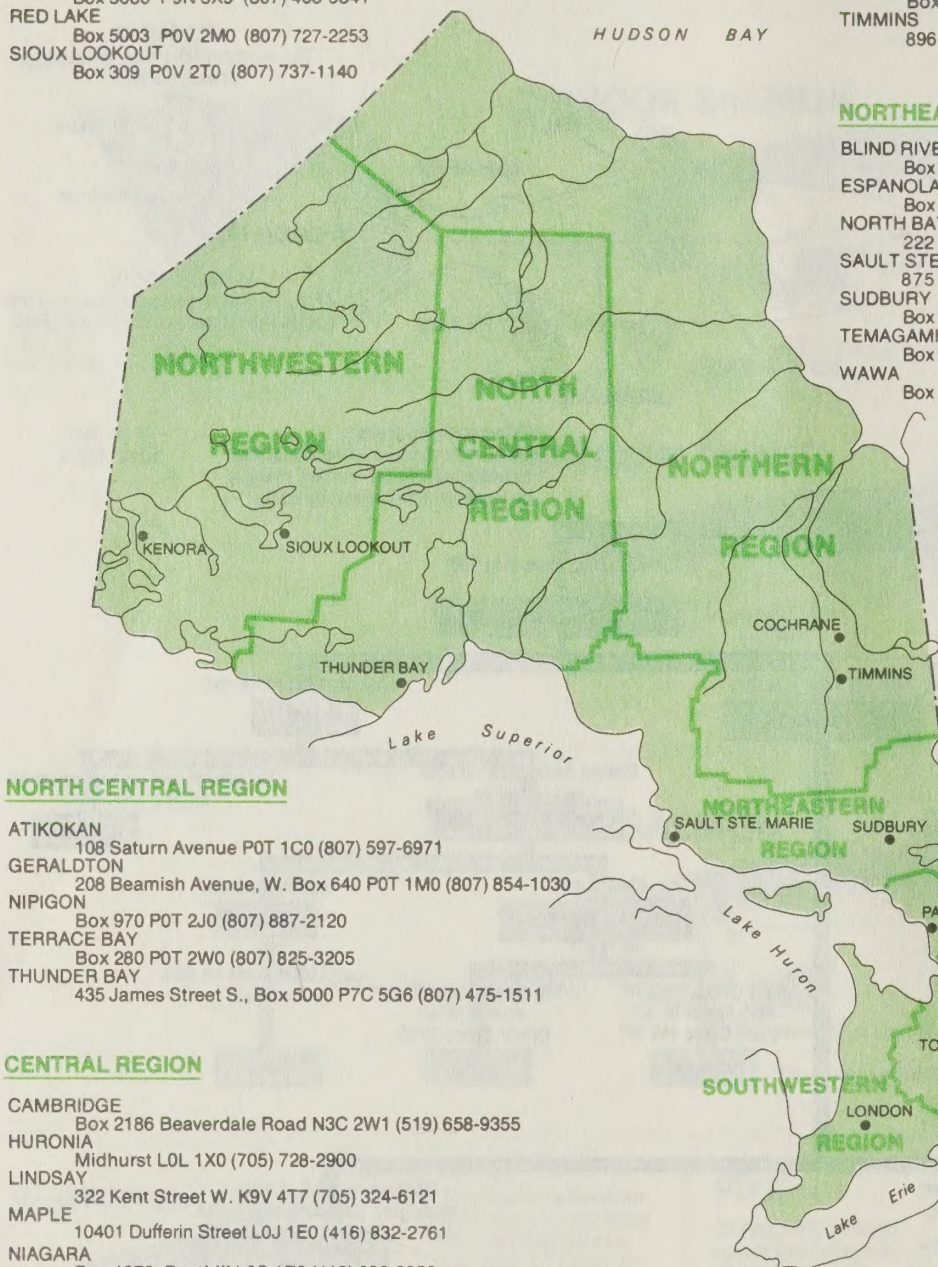 RED LAKE
Box 5003 P0V 2M0 (807) 727-2253
SIOUX LOOKOUT
Box 309 P0V 2T0 (807) 737-1140
HUDSON BAY
TIMMINS
896
NORTHEA
BLIND RIVE
Box
ESPANOLA
Box
NORTH BA
222
SAULT STE
875
SUDBURY
Box
TEMAGAMI
Box
WAWA
Box
NORTHWESTERN
REGION
NORTH
CENTRAL
REGION
NORTHERN
REGION
KENORA
SIOUX LOOKOUT
COCHRANE
THUNDER BAY
TIMMINS
Lake Superior
NORTHEASTERN
REGION
SAULT STE. MARIE
SUDBURY
PA
Lake Huron
TO
SOUTHWESTERN
REGION
LONDON
Lake Erie
NORTH CENTRAL REGION
ATIKOKAN
108 Saturn Avenue P0T 1C0 (807) 597-6971
GERALDTON
208 Beamish Avenue, W. Box 640 P0T 1M0 (807) 854-1030
NIPIGON
Box 970 P0T 2J0 (807) 887-2120
TERRACE BAY
Box 280 P0T 2W0 (807) 825-3205
THUNDER BAY
435 James Street S., Box 5000 P7C 5G6 (807) 475-1511
CENTRAL REGION
CAMBRIDGE
Box 2186 Beaverdale Road N3C 2W1 (519) 658-9355
HURONIA
Midhurst L0L 1X0 (705) 728-2900
LINDSAY
322 Kent Street W. K9V 4T7 (705) 324-6121
MAPLE
10401 Dufferin Street L0J 1E0 (416) 832-2761
NIAGARA